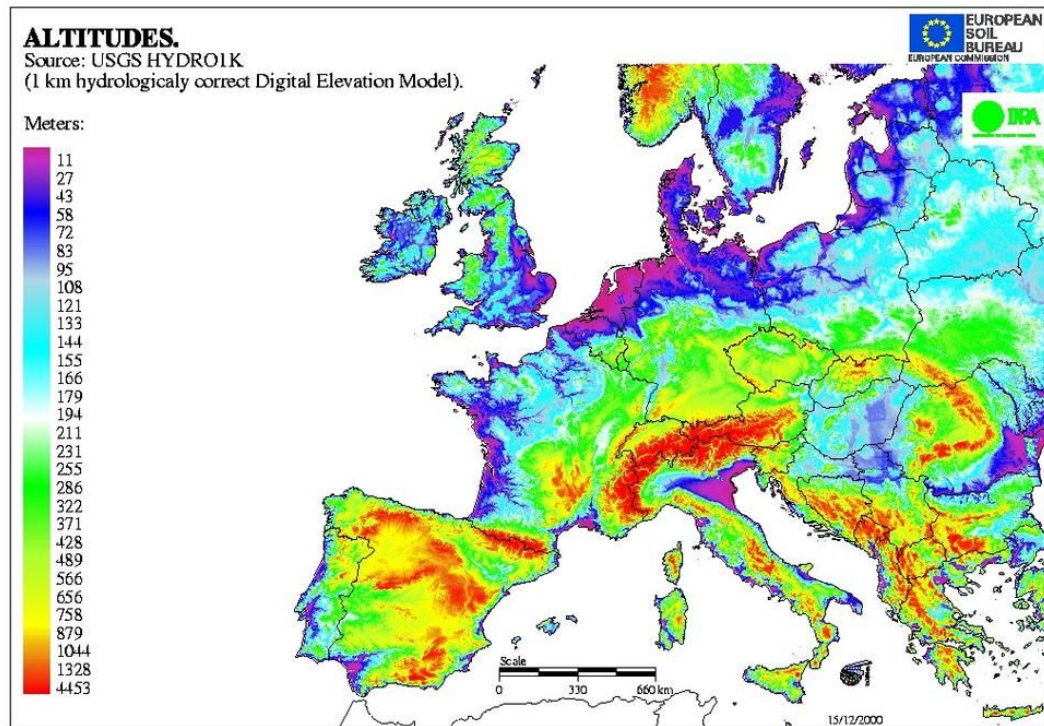 ALTITUDES.
Source: USGS HYDRO1K
(1 km hydrologicaly correct Digital Elevation Model).
EUROPEAN
SOIL
BUREAU
EUROPEAN COMMISSION
INRA
Meters:
11
27
43
58
72
83
95
108
121
133
144
155
166
179
194
211
231
255
286
322
371
428
489
566
656
758
879
1044
1328
4453
Scale
0 km 330 660 km
15/12/2000